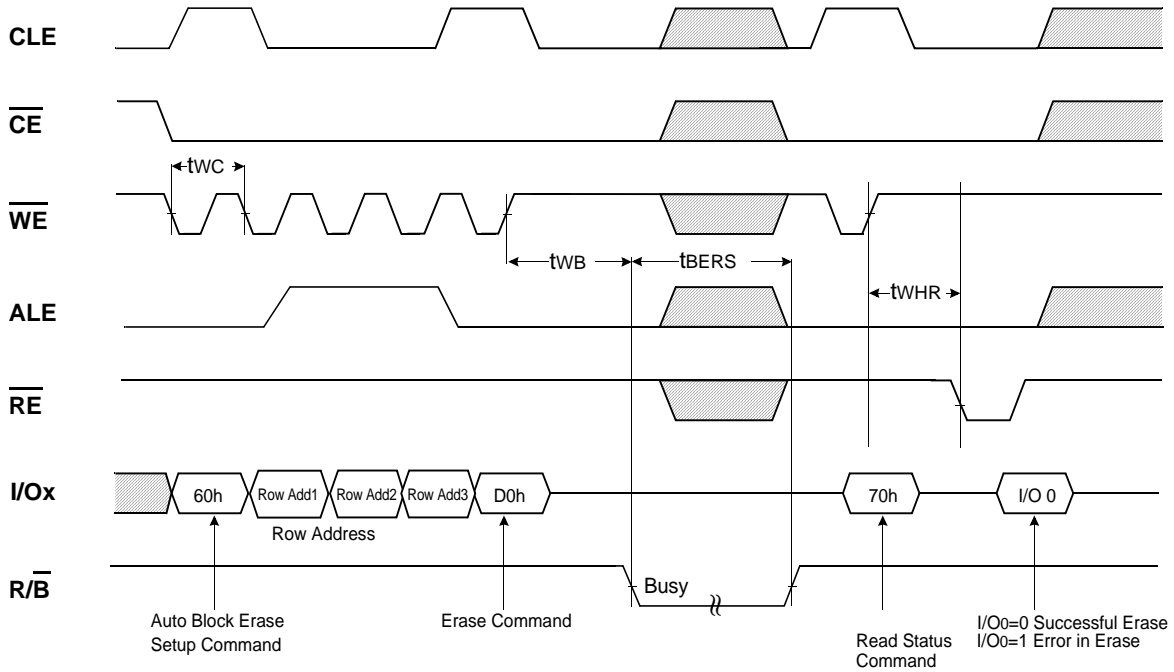 CLE
CE
tWC
WE
tWB
tBERS
tWHR
ALE
RE
I/Ox
60h
Row Add1
Row Add2
Row Add3
D0h
70h
I/O 0
Row Address
R/B
Busy
Auto Block Erase
Setup Command
Erase Command
Read Status
Command
I/O0=0 Successful Erase
I/O0=1 Error in Erase